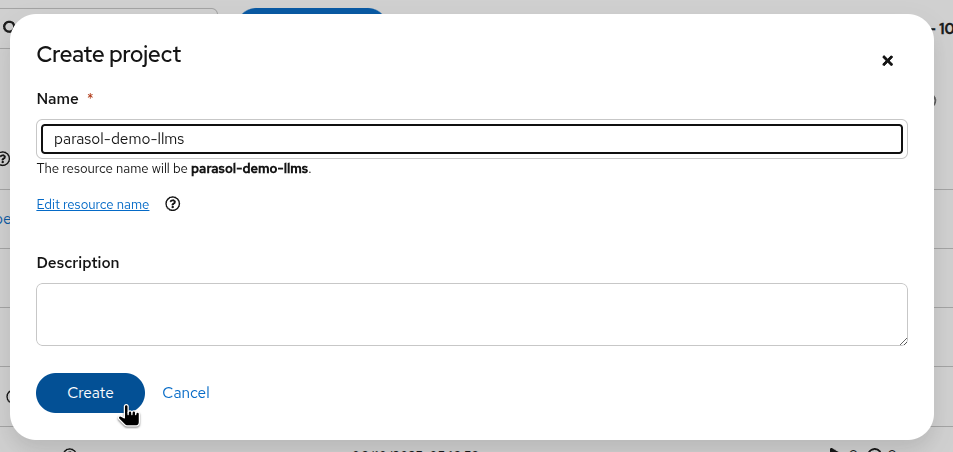 - 10
Create project
Name *
parasol-demo-llms
The resource name will be parasol-demo-llms.
Edit resource name
Description
Create Cancel